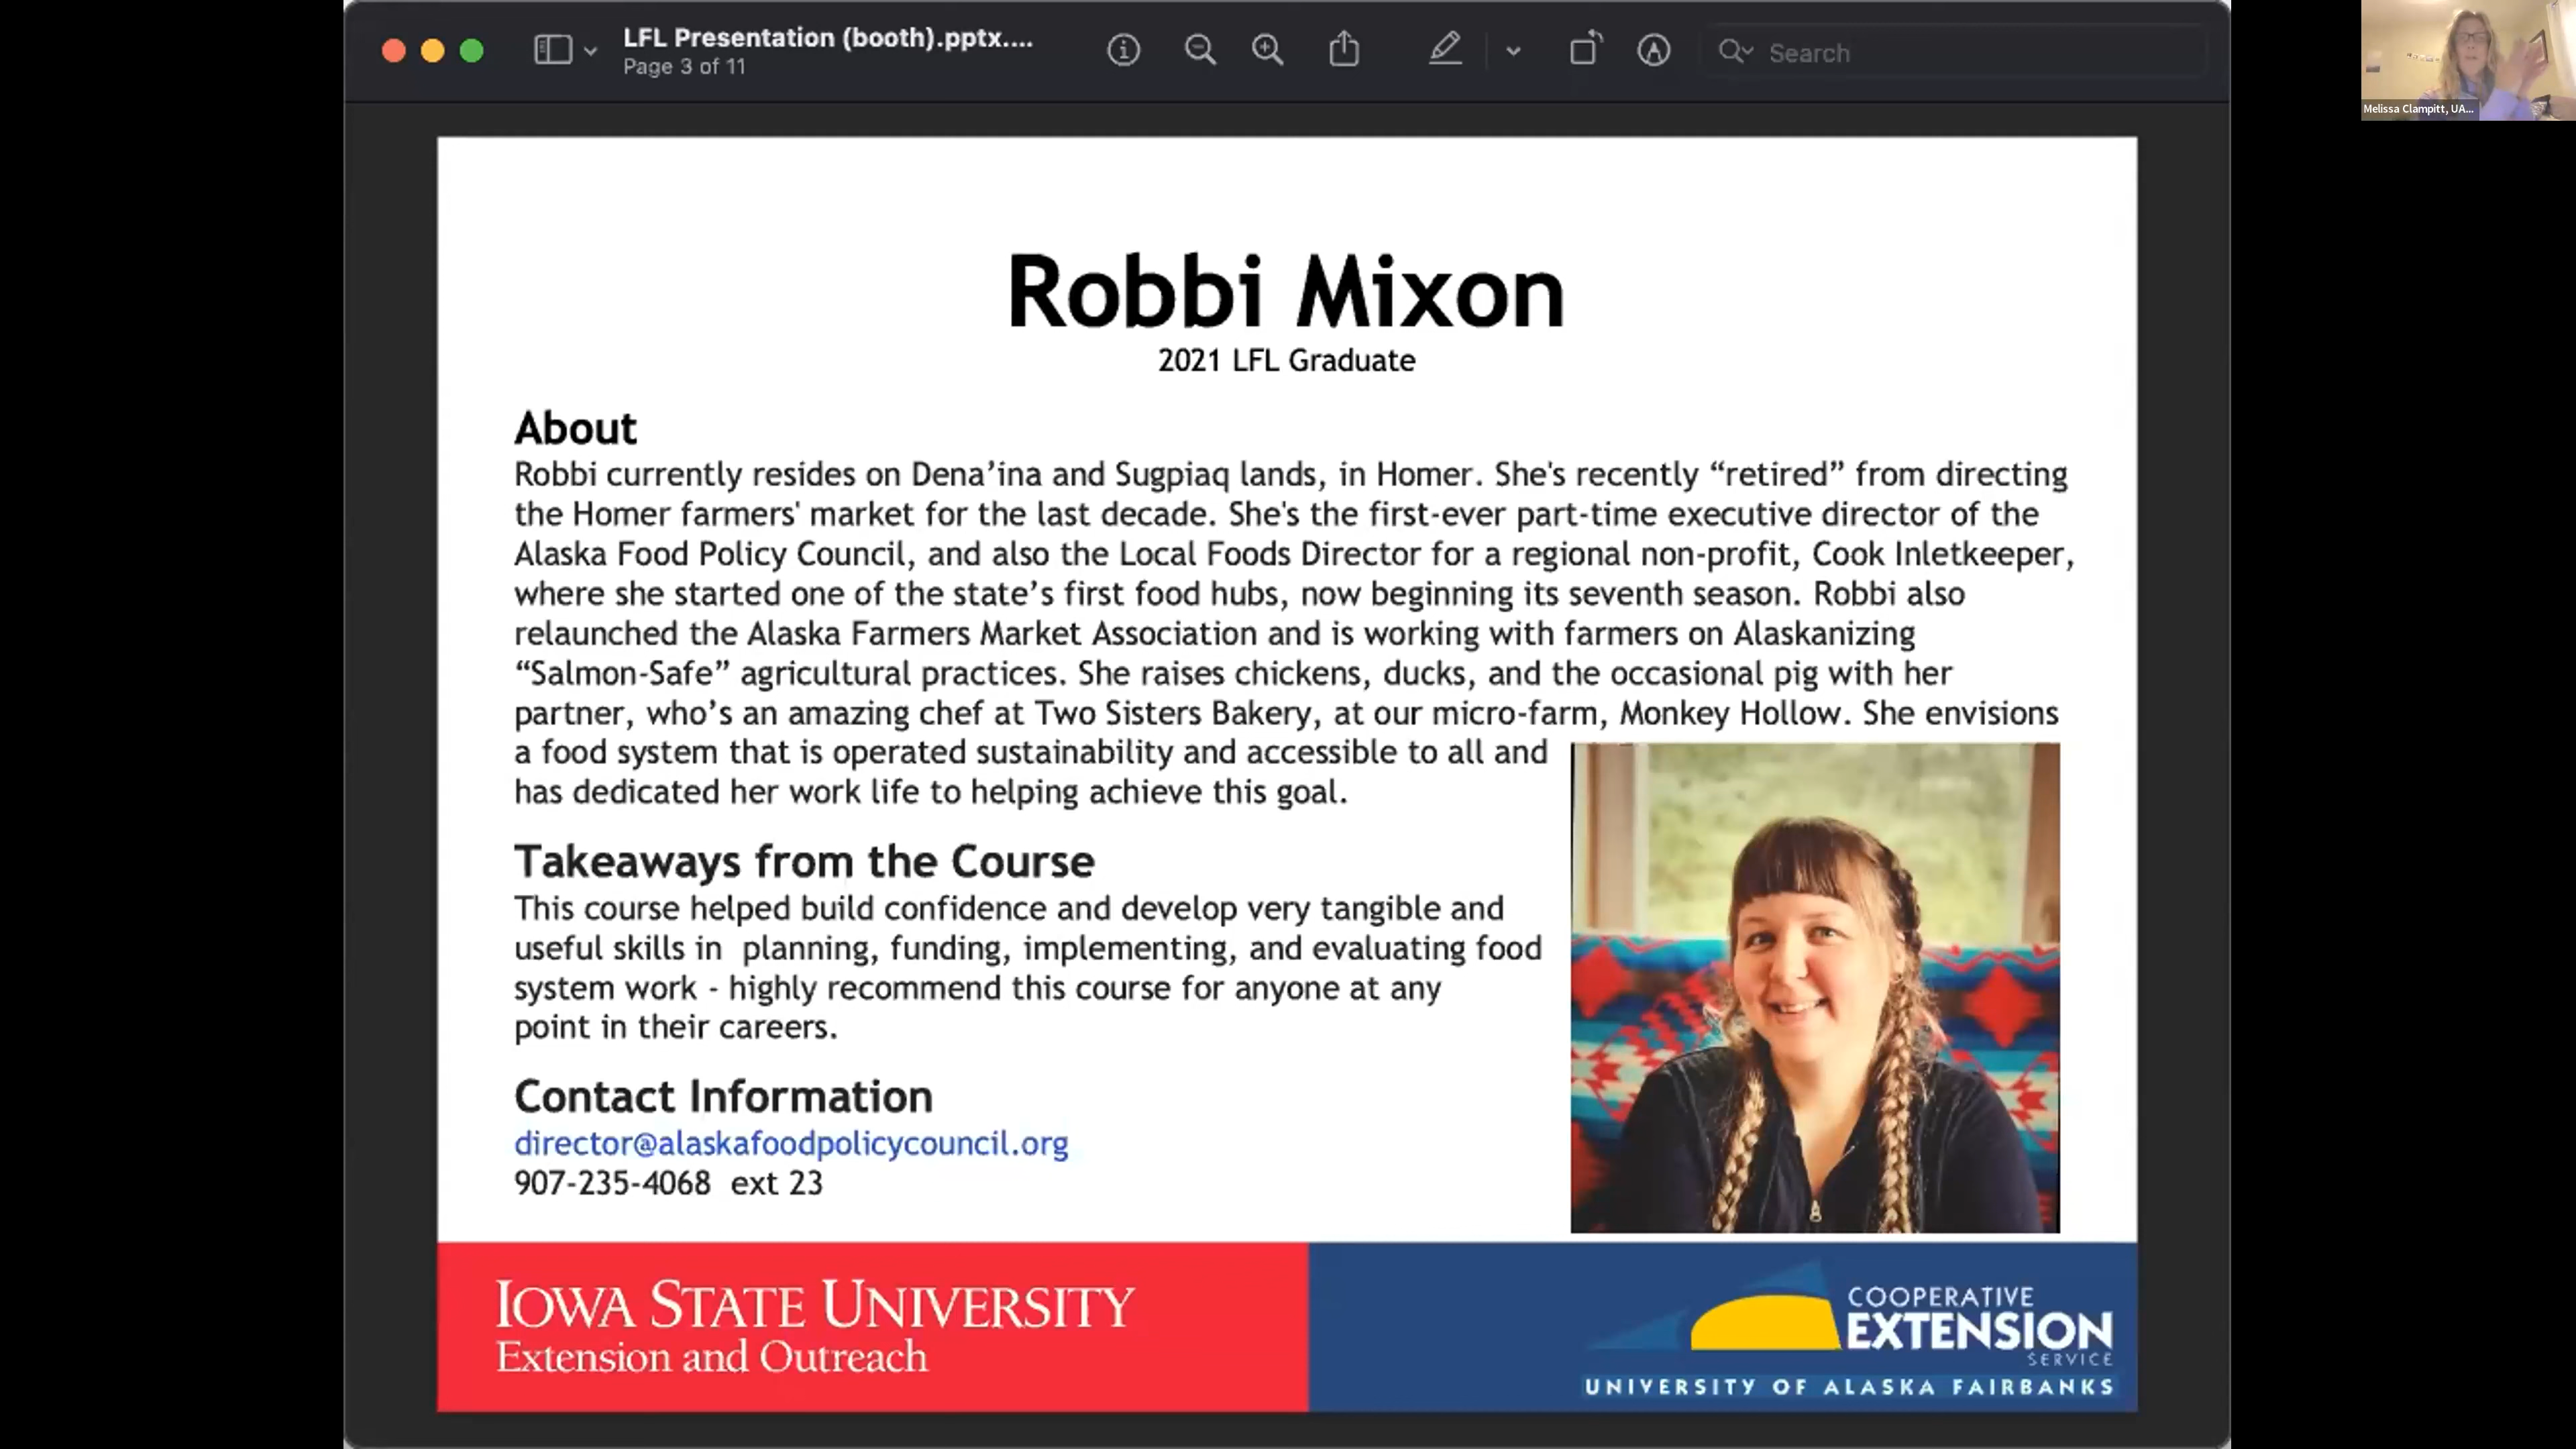 LFL Presentation (booth).pptx....
Page 3 of 11
Search
Melissa Clampitt, UA...
Robbi Mixon
2021 LFL Graduate
About
Robbi currently resides on Dena’ina and Sugpiaq lands, in Homer. She's recently “retired” from directing
the Homer farmers' market for the last decade. She's the first-ever part-time executive director of the
Alaska Food Policy Council, and also the Local Foods Director for a regional non-profit, Cook Inletkeeper,
where she started one of the state’s first food hubs, now beginning its seventh season. Robbi also
relaunched the Alaska Farmers Market Association and is working with farmers on Alaskanizing
“Salmon-Safe” agricultural practices. She raises chickens, ducks, and the occasional pig with her
partner, who’s an amazing chef at Two Sisters Bakery, at our micro-farm, Monkey Hollow. She envisions
a food system that is operated sustainability and accessible to all and
has dedicated her work life to helping achieve this goal.
Takeaways from the Course
This course helped build confidence and develop very tangible and
useful skills in  planning, funding, implementing, and evaluating food
system work - highly recommend this course for anyone at any
point in their careers.
Contact Information
director@alaskafoodpolicycouncil.org
907-235-4068  ext 23
IOWA STATE UNIVERSITY
Extension and Outreach
COOPERATIVE
EXTENSION
SERVICE
UNIVERSITY OF ALASKA FAIRBANKS